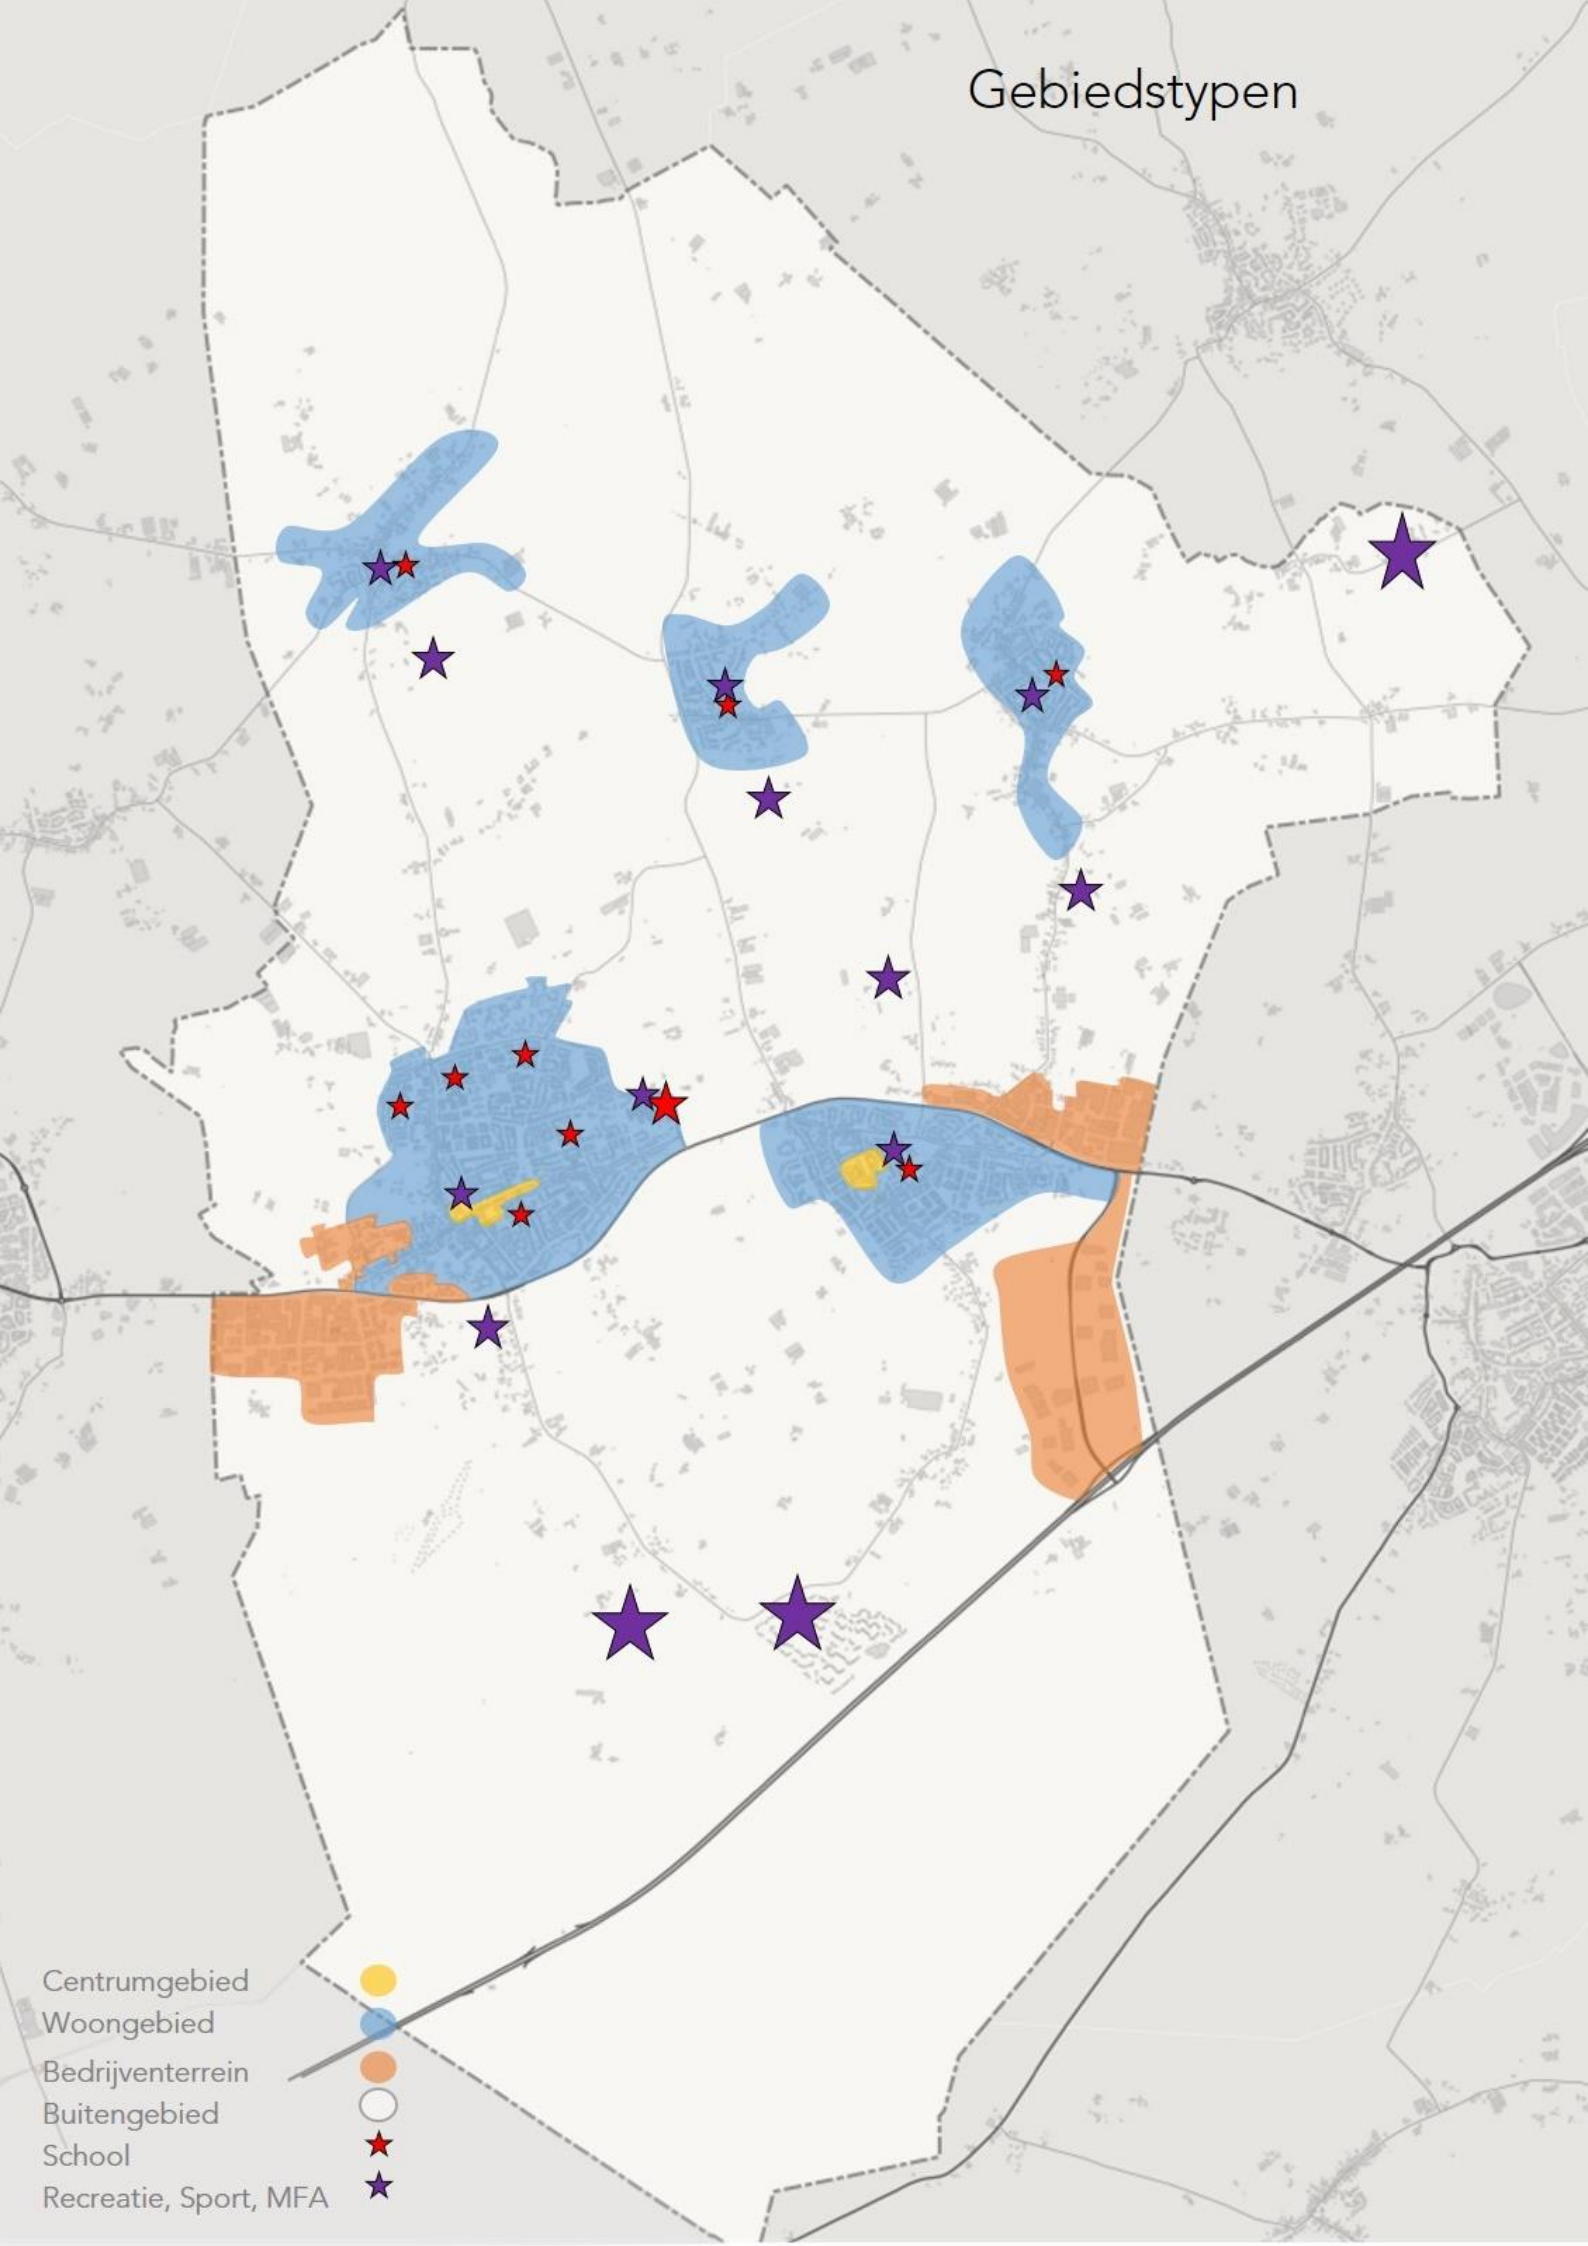 Gebiedstypen
Centrumgebied
Woongebied
Bedrijventerrein
Buitengebied
School
Recreatie, Sport, MFA